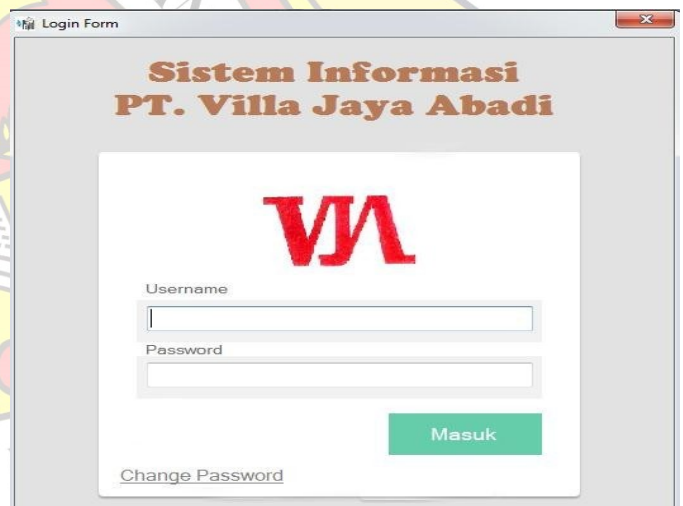 Login Form
Sistem Informasi
PT. Villa Jaya Abadi
VJA
Username
Password
Masuk
Change Password